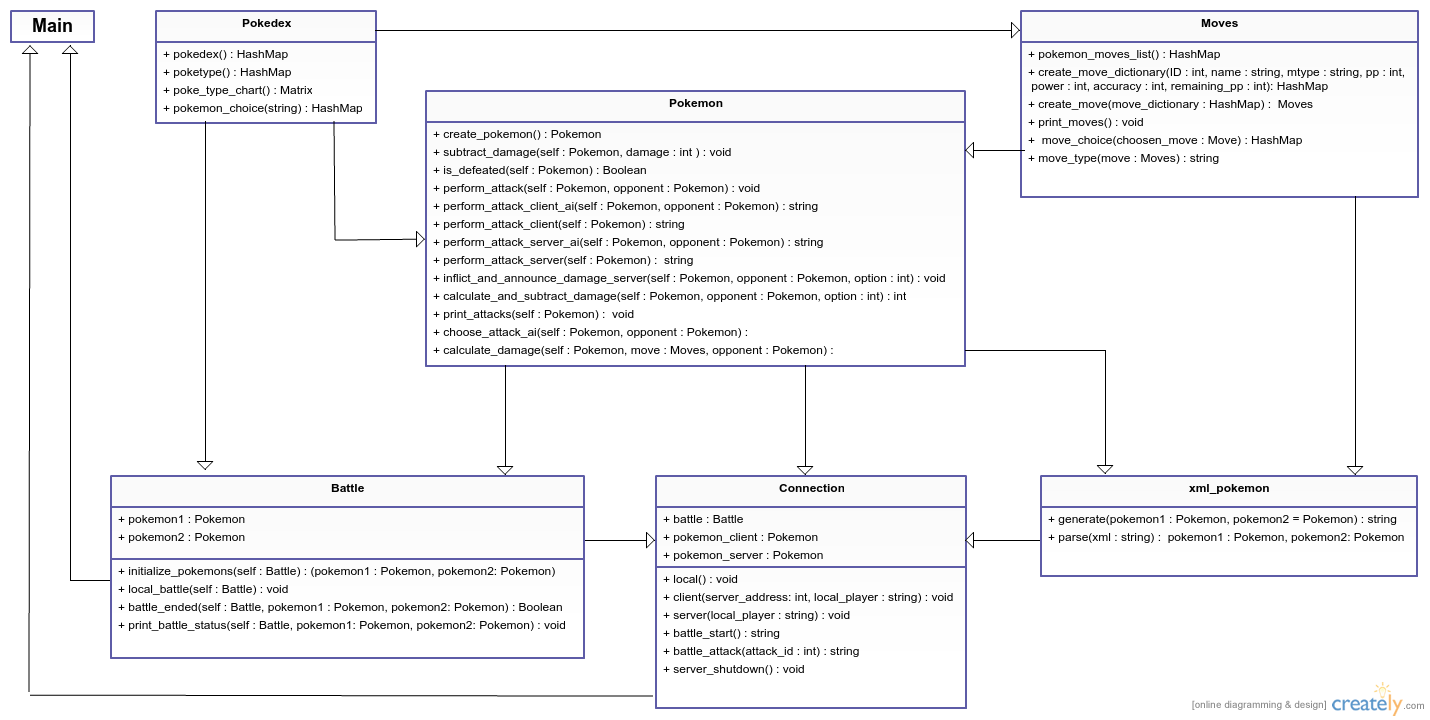 Main
Pokedex
+ pokedex() : HashMap
+ poketype() : HashMap
+ poke_type_chart() : Matrix
+ pokemon_choice(string) : HashMap
Moves
+ pokemon_moves_list() : HashMap
+ create_move_dictionary(ID : int, name : string, mtype : string, pp : int,
power : int, accuracy : int, remaining_pp : int): HashMap
+ create_move(move_dictionary : HashMap) : Moves
+ print_moves() : void
+ move_choice(choosen_move : Move) : HashMap
+ move_type(move : Moves) : string
Pokemon
+ create_pokemon() : Pokemon
+ subtract_damage(self : Pokemon, damage : int ) : void
+ is_defeated(self : Pokemon) : Boolean
+ perform_attack(self : Pokemon, opponent : Pokemon) : void
+ perform_attack_client_ai(self : Pokemon, opponent : Pokemon) : string
+ perform_attack_client(self : Pokemon) : string
+ perform_attack_server_ai(self : Pokemon, opponent : Pokemon) : string
+ perform_attack_server(self : Pokemon) : string
+ inflict_and_announce_damage_server(self : Pokemon, opponent : Pokemon, option : int) : void
+ calculate_and_subtract_damage(self : Pokemon, opponent : Pokemon, option : int) : int
+ print_attacks(self : Pokemon) : void
+ choose_attack_ai(self : Pokemon, opponent : Pokemon) :
+ calculate_damage(self : Pokemon, move : Moves, opponent : Pokemon) :
Battle
+ pokemon1 : Pokemon
+ pokemon2 : Pokemon
+ initialize_pokemons(self : Battle) : (pokemon1 : Pokemon, pokemon2: Pokemon)
+ local_battle(self : Battle) : void
+ battle_ended(self : Battle, pokemon1 : Pokemon, pokemon2: Pokemon) : Boolean
+ print_battle_status(self : Battle, pokemon1: Pokemon, pokemon2: Pokemon) : void
Connection
+ battle : Battle
+ pokemon_client : Pokemon
+ pokemon_server : Pokemon
+ local() : void
+ client(server_address: int, local_player : string) : void
+ server(local_player : string) : void
+ battle_start() : string
+ battle_attack(attack_id : int) : string
+ server_shutdown() : void
xml_pokemon
+ generate(pokemon1 : Pokemon, pokemon2 = Pokemon) : string
+ parse(xml : string) : pokemon1 : Pokemon, pokemon2: Pokemon
[online diagramming & design] creately.com